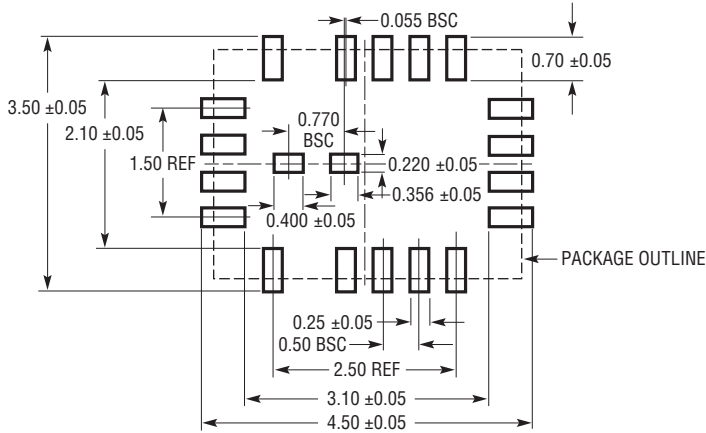 0.055 BSC
0.70 ±0.05
3.50 ±0.05
2.10 ±0.05
0.770
BSC
1.50 REF
0.220 ±0.05
0.356 ±0.05
0.400 ±0.05
PACKAGE OUTLINE
0.25 ±0.05
0.50 BSC
2.50 REF
3.10 ±0.05
4.50 ±0.05